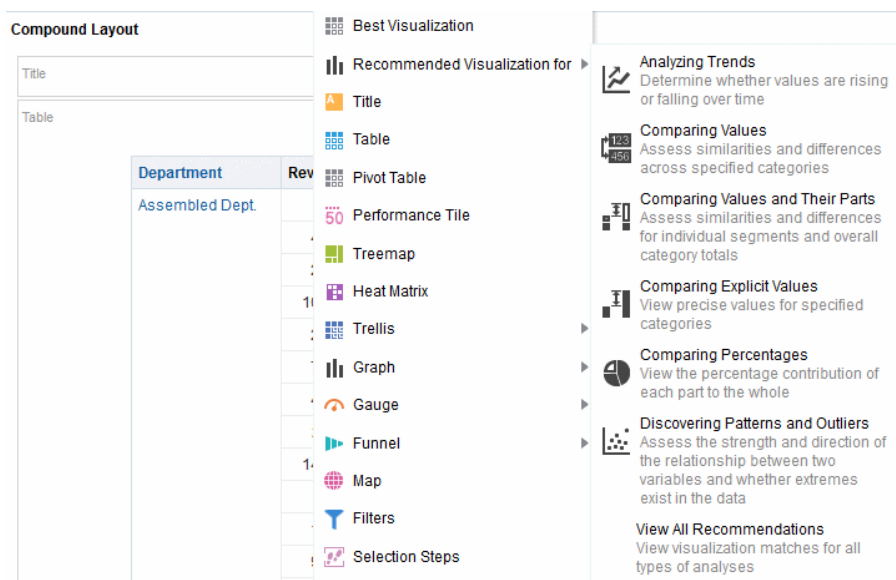 Compound Layout
Title
Table
Department Rev
Assembled Dept.
10
14
Best Visualization
Recommended Visualization for
A Title
Table
Pivot Table
50 Performance Tile
Treemap
Heat Matrix
Trellis
Graph
Gauge
Funnel
Map
Filters
Selection Steps
Analyzing Trends
Determine whether values are rising
or falling over time
123
456
Comparing Values
Assess similarities and differences
across specified categories
Comparing Values and Their Parts
Assess similarities and differences
for individual segments and overall
category totals
Comparing Explicit Values
View precise values for specified
categories
Comparing Percentages
View the percentage contribution of
each part to the whole
Discovering Patterns and Outliers
Assess the strength and direction of
the relationship between two
variables and whether extremes
exist in the data
View All Recommendations
View visualization matches for all
types of analyses